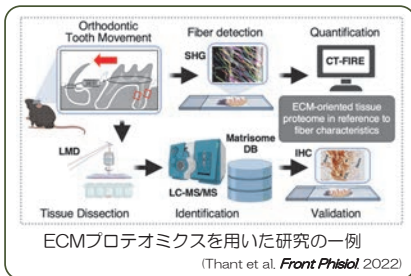 Orthodontic
Tooth Movement
Fiber detection
Quantification
SHG
CT-FIRE
ECM-oriented tissue
proteome in reference to
fiber characteristics
LMD
Matrisome
DB
IHC
LC-MS/MS
Tissue Dissection
Identification
Validation
ECMプロテオミクスを用いた研究の一例
(Thant et al. Front Phisiol. 2022)